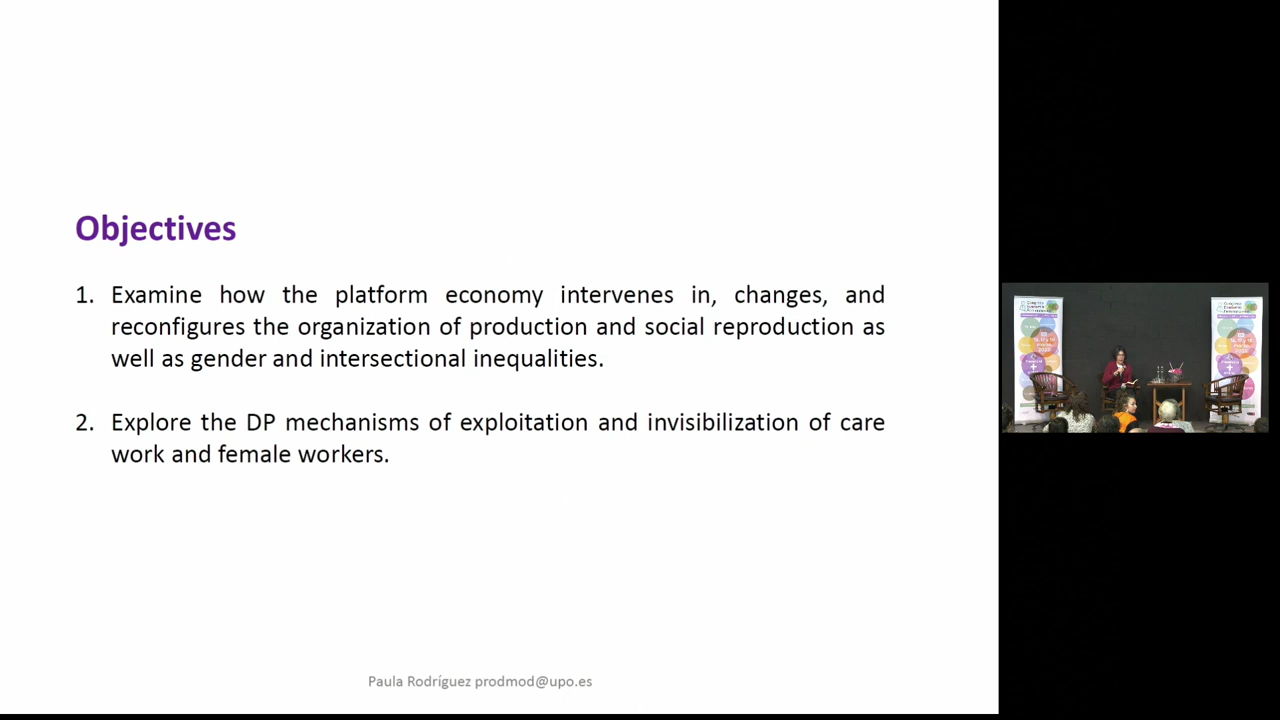 Objectives
1. Examine how the platform economy intervenes in, changes, and
reconfigures the organization of production and social reproduction as
well as gender and intersectional inequalities.
2. Explore the DP mechanisms of exploitation and invisibilization of care
work and female workers.
Paula Rodríguez prodmod@upo.es